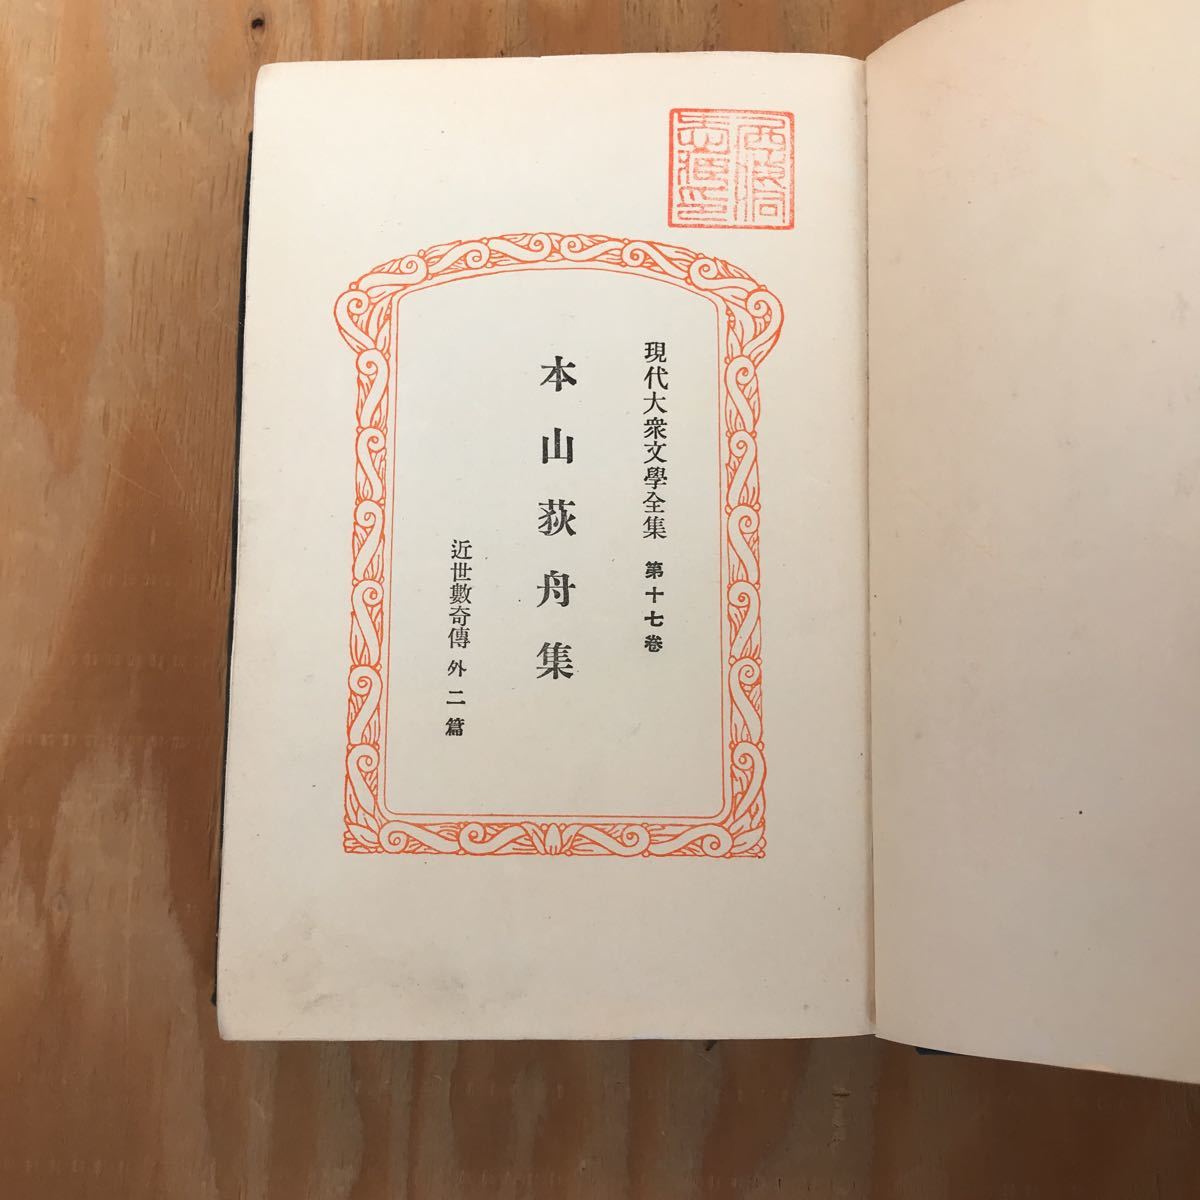 現代大衆文學全集 第十七卷
本山荻舟集
近世數奇傳 外二篇